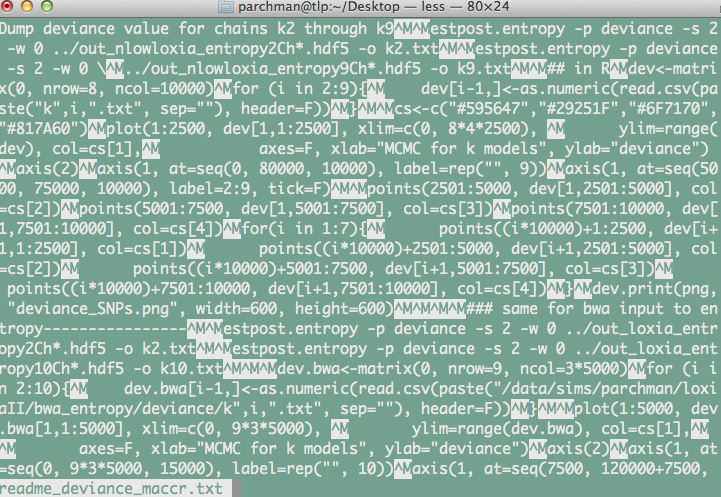 parchman@tlp:~/Desktop — less — 80×24
Dump deviance value for chains k2 through k9^M^Mestpost.entropy -p deviance -s 2
 -w 0 ../out_nlowloxia_entropy2Ch*.hdf5 -o k2.txt^M^Mestpost.entropy -p deviance
 -s 2 -w 0 \^M../out_nlowloxia_entropy9Ch*.hdf5 -o k9.txt^M^M## in R^Mdev<-matri
x(0, nrow=8, ncol=10000)^Mfor (i in 2:9){^M    dev[i-1,]<-as.numeric(read.csv(pa
ste("k",i,".txt", sep=""), header=F))^M}^M^Mcs<-c("#595647","#29251F","#6F7170",
"#817A60")^Mplot(1:2500, dev[1,1:2500], xlim=c(0, 8*4*2500), ^M      ylim=range(
dev), col=cs[1],^M            axes=F, xlab="MCMC for k models", ylab="deviance")
^Maxis(2)^Maxis(1, at=seq(0, 80000, 10000), label=rep("", 9))^Maxis(1, at=seq(50
00, 75000, 10000), label=2:9, tick=F)^M^Mpoints(2501:5000, dev[1,2501:5000], col
=cs[2])^Mpoints(5001:7500, dev[1,5001:7500], col=cs[3])^Mpoints(7501:10000, dev[
1,7501:10000], col=cs[4])^Mfor(i in 1:7){^M      points((i*10000)+1:2500, dev[i+
1,1:2500], col=cs[1])^M        points((i*10000)+2501:5000, dev[i+1,2501:5000], col
=cs[2])^M      points((i*10000)+5001:7500, dev[i+1,5001:7500], col=cs[3])^M
 points((i*10000)+7501:10000, dev[i+1,7501:10000], col=cs[4])^M}^Mdev.print(png,
 "deviance_SNPs.png", width=600, height=600)^M^M^M^M### same for bwa input to en
tropy----------------^M^Mestpost.entropy -p deviance -s 2 -w 0 ../out_loxia_entr
opy2Ch*.hdf5 -o k2.txt^M^Mestpost.entropy -p deviance -s 2 -w 0 ../out_loxia_ent
ropy10Ch*.hdf5 -o k10.txt^M^M^Mdev.bwa<-matrix(0, nrow=9, ncol=3*5000)^Mfor (i i
n 2:10){^M    dev.bwa[i-1,]<-as.numeric(read.csv(paste("/data/sims/parchman/loxi
aII/bwa_entropy/deviance/k",i,".txt", sep=""), header=F))^M}^M^Mplot(1:5000, dev
.bwa[1,1:5000], xlim=c(0, 9*3*5000), ^M      ylim=range(dev.bwa), col=cs[1],^M
^M      axes=F, xlab="MCMC for k models", ylab="deviance")^Maxis(2)^Maxis(1, at
=seq(0, 9*3*5000, 15000), label=rep("", 10))^Maxis(1, at=seq(7500, 120000+7500,
readme_deviance_maccr.txt